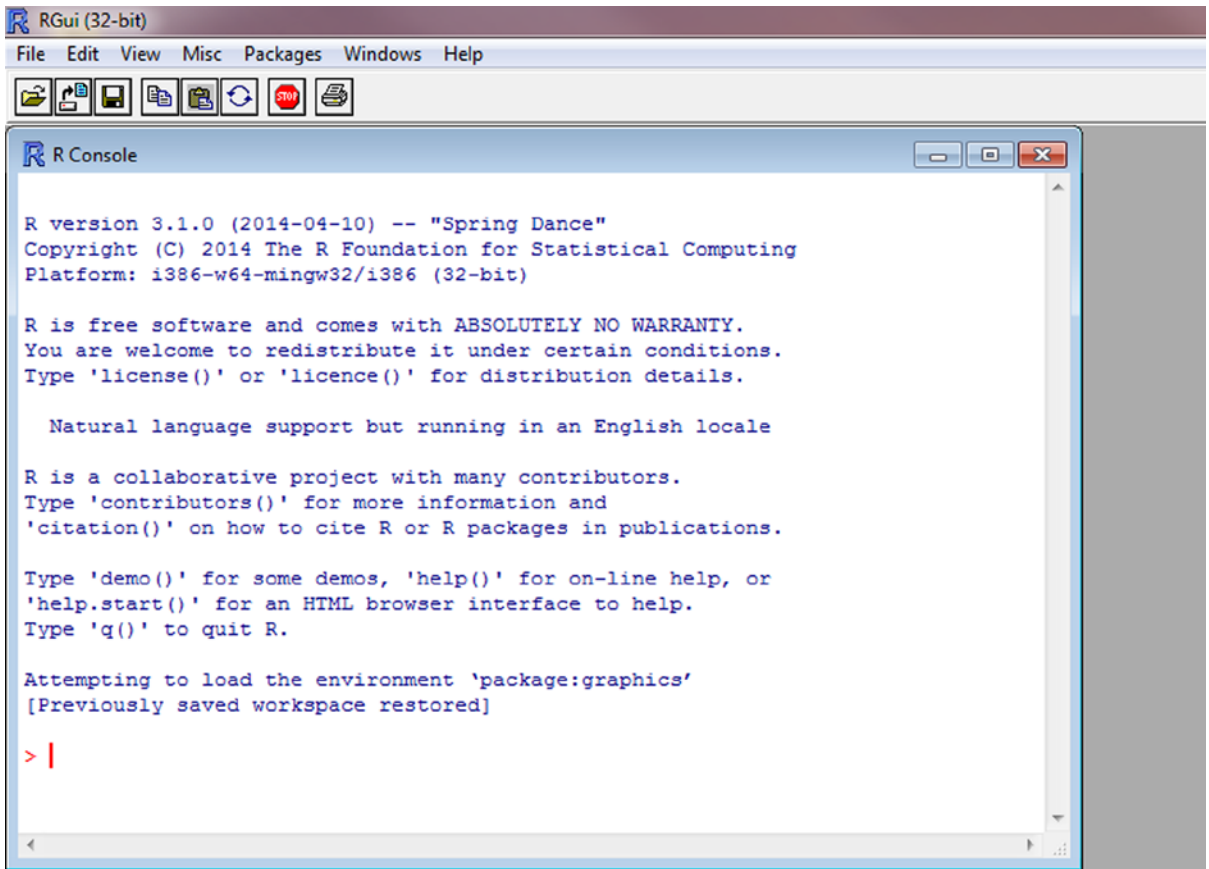 RGui (32-bit)
File Edit View Misc Packages Windows Help
STOP
R Console
R version 3.1.0 (2014-04-10) -- "Spring Dance"
Copyright (C) 2014 The R Foundation for Statistical Computing
Platform: i386-w64-mingw32/i386 (32-bit)
R is free software and comes with ABSOLUTELY NO WARRANTY.
You are welcome to redistribute it under certain conditions.
Type 'license()' or 'licence()' for distribution details.
Natural language support but running in an English locale
R is a collaborative project with many contributors.
Type 'contributors()' for more information and
'citation()' on how to cite R or R packages in publications.
Type 'demo()' for some demos, 'help()' for on-line help, or
'help.start()' for an HTML browser interface to help.
Type 'q()' to quit R.
Attempting to load the environment ‘package:graphics’
[Previously saved workspace restored]
>